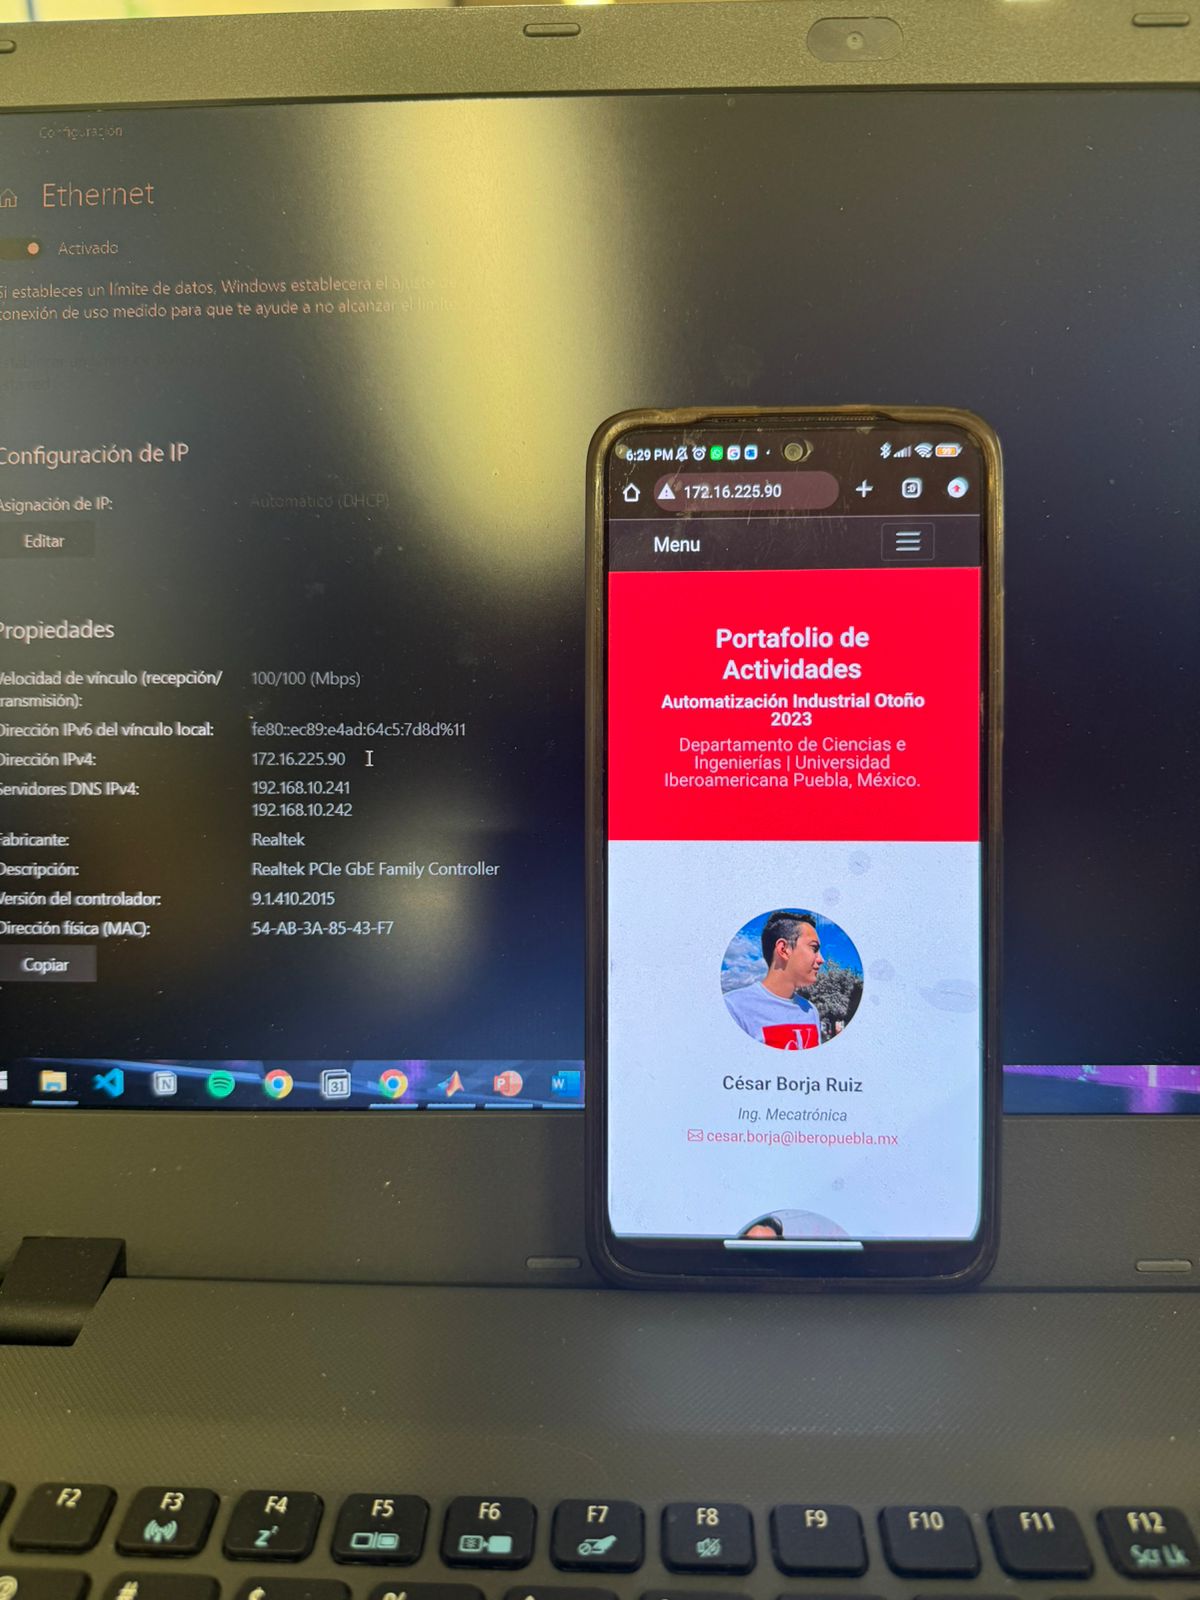 Configuración
Ethernet
Activado
Si estableces un límite de datos, Windows establecerá el ajuste de
conexión de uso medido para que te ayude a no alcanzar el
Configuración de IP
Asignación de IP:
Automático (DHCP)
Editar
Propiedades
Velocidad de vínculo (recepción/
transmisión):
100/100 (Mbps)
Dirección IPv6 del vínculo local:
fe80::ec89:e4ad:64c5:7d8d%11
Dirección IPv4:
172.16.225.90
Servidores DNS IPv4:
192.168.10.241
192.168.10.242
Fabricante:
Realtek
Descripción:
Realtek PCIe GbE Family Controller
Versión del controlador:
9.1.410.2015
Dirección física (MAC):
54-AB-3A-85-43-F7
Copiar
31
6:29 PM
172.16.225.90
Menu
Portafolio de
Actividades
Automatización Industrial Otoño
2023
Departamento de Ciencias e
Ingenierías | Universidad
Iberoamericana Puebla, México.
César Borja Ruiz
Ing. Mecatrónica
cesar.borja@iberopuebla.mx
F2
F3
F4
F5
F6
F7
F8
F9
F10
F11
F12
Scr Lk